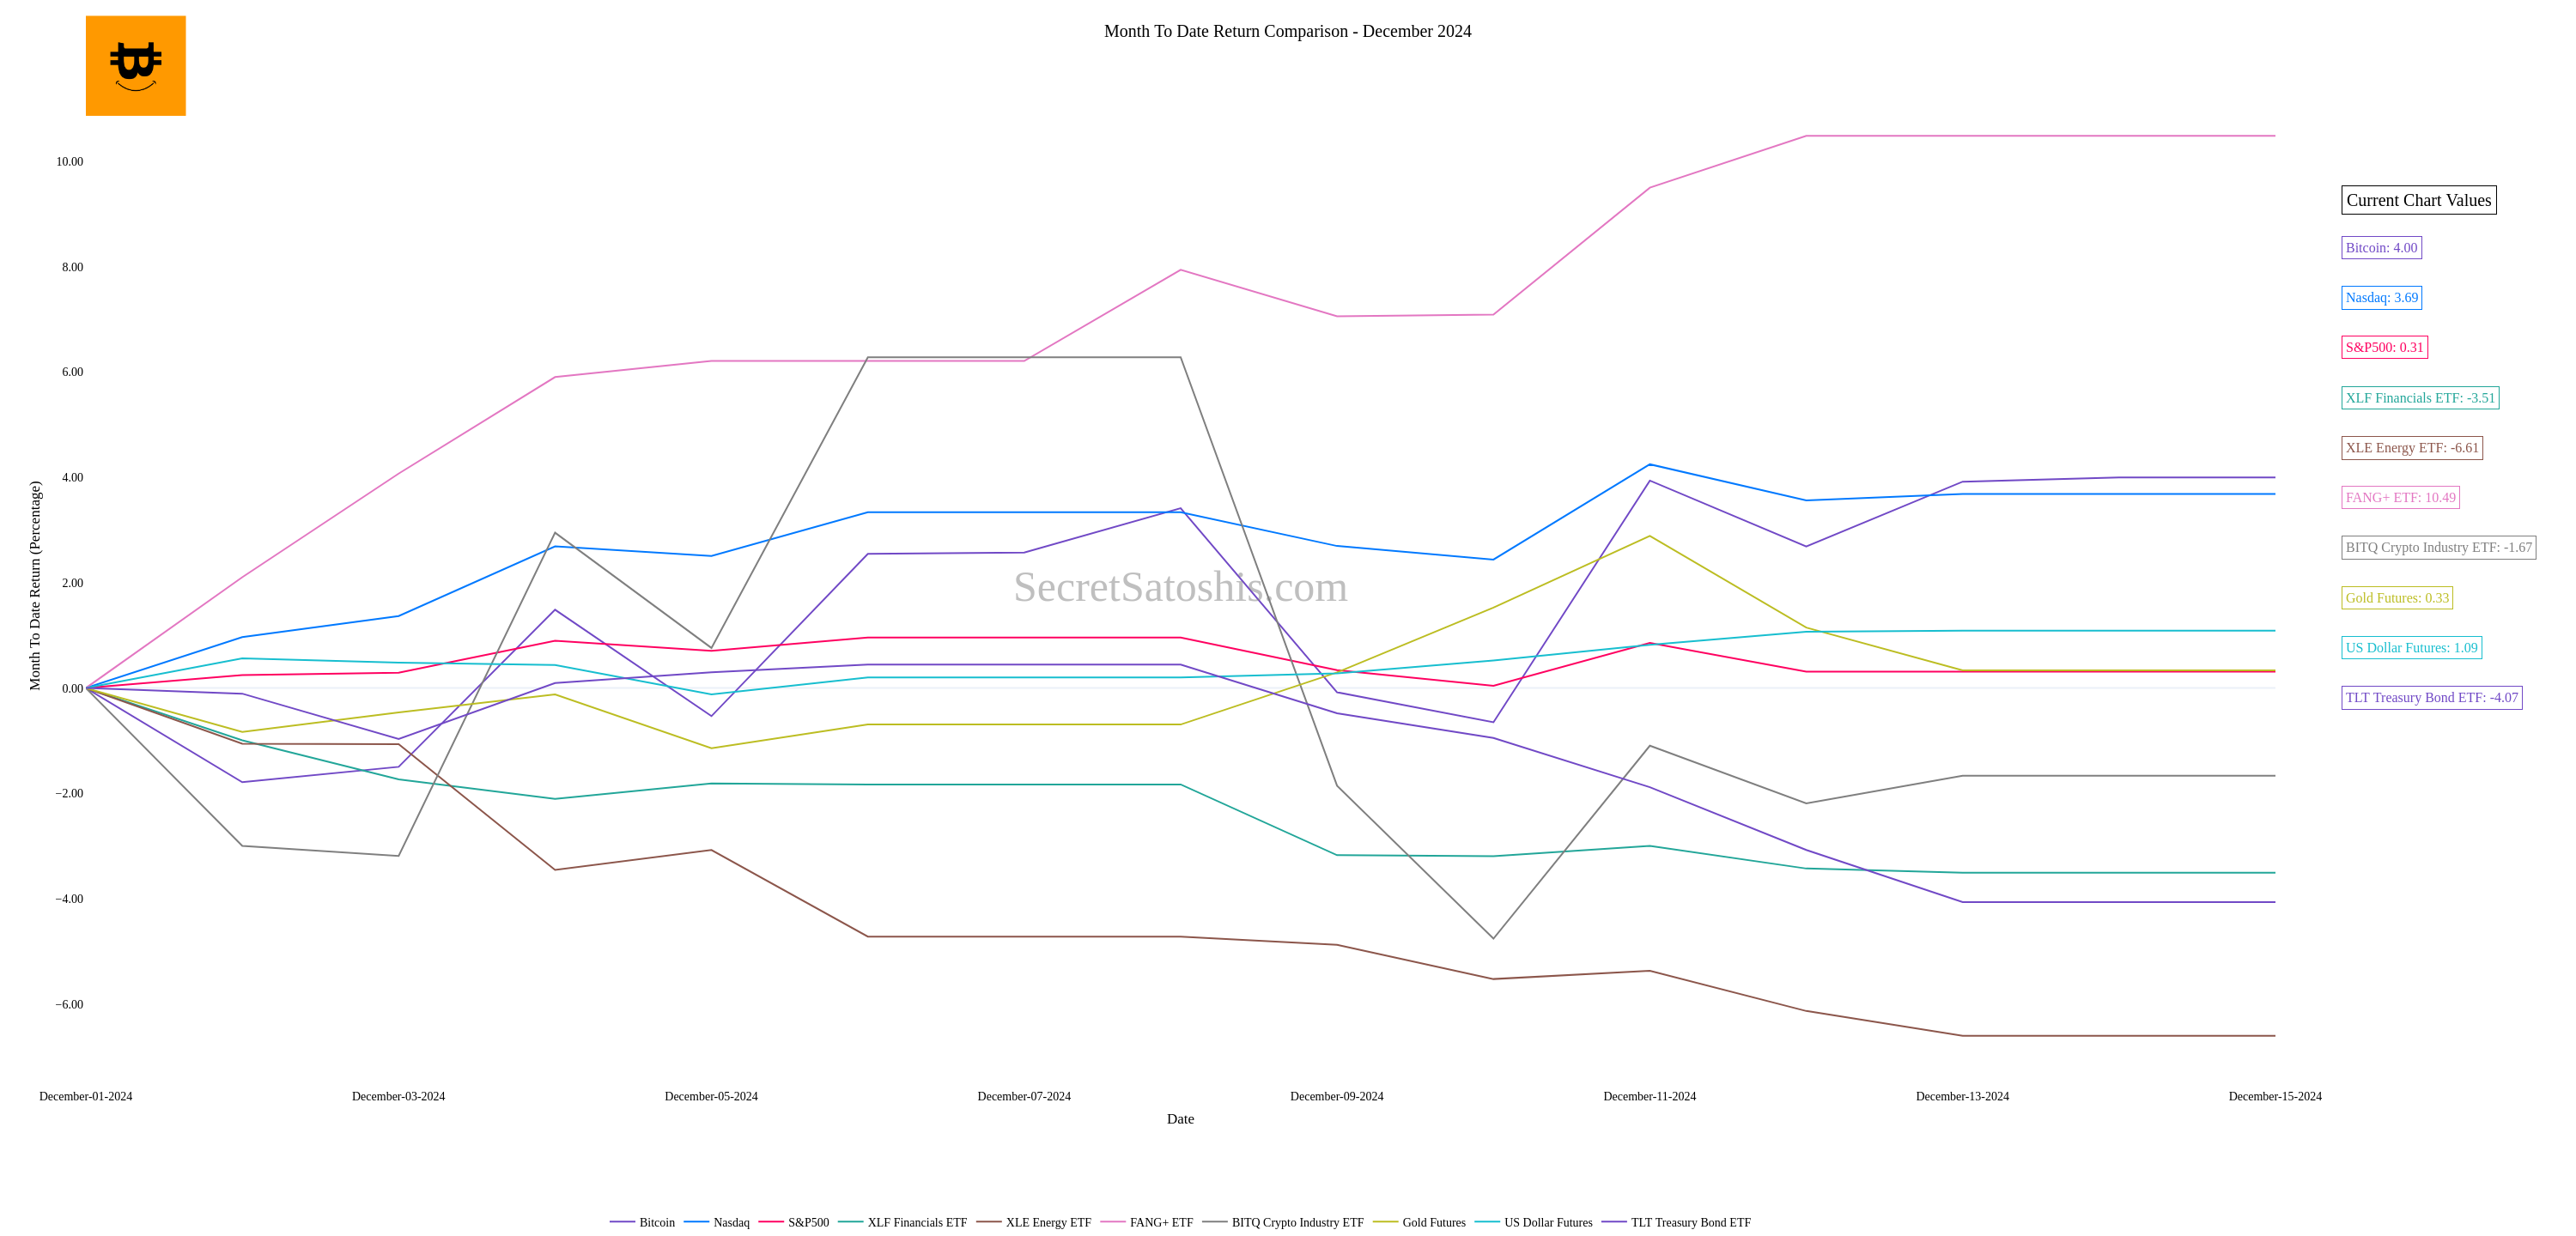 Month To Date Return Comparison - December 2024
10.00
8.00
6.00
4.00
2.00
0.00
−2.00
−4.00
−6.00
Month To Date Return (Percentage)
SecretSatoshis.com
Current Chart Values
Bitcoin: 4.00
Nasdaq: 3.69
S&P500: 0.31
XLF Financials ETF: -3.51
XLE Energy ETF: -6.61
FANG+ ETF: 10.49
BITQ Crypto Industry ETF: -1.67
Gold Futures: 0.33
US Dollar Futures: 1.09
TLT Treasury Bond ETF: -4.07
December-01-2024 December-03-2024 December-05-2024 December-07-2024 December-09-2024 December-11-2024 December-13-2024 December-15-2024
Date
Bitcoin Nasdaq S&P500 XLF Financials ETF XLE Energy ETF FANG+ ETF BITQ Crypto Industry ETF Gold Futures US Dollar Futures TLT Treasury Bond ETF